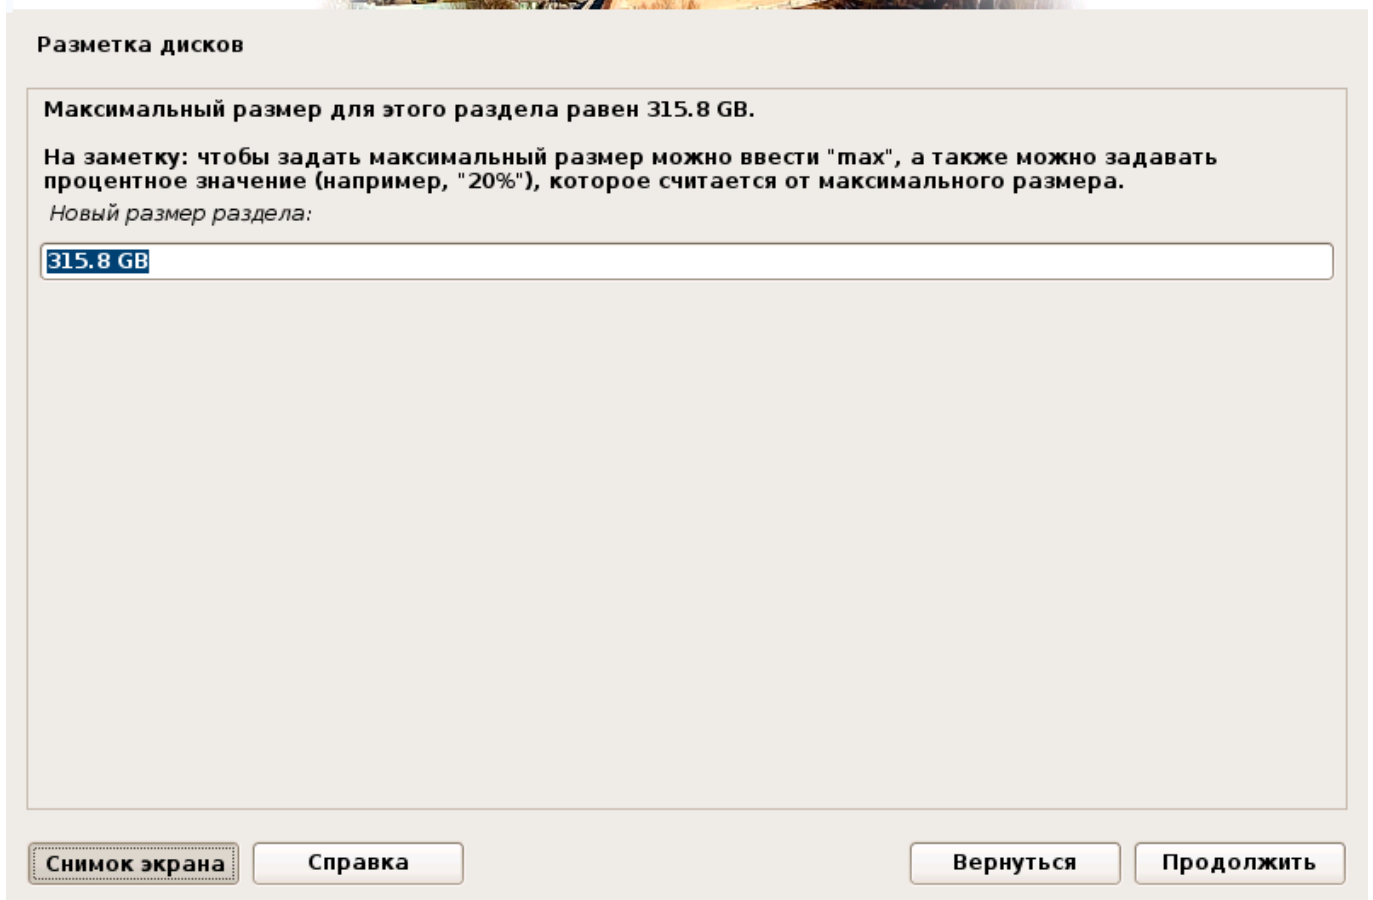 Разметка дисков
Максимальный размер для этого раздела равен 315.8 GB.
На заметку: чтобы задать максимальный размер можно ввести "max", а также можно задавать
процентное значение (например, "20%"), которое считается от максимального размера.
Новый размер раздела:
315.8 GB
Снимок экрана
Справка
Вернуться
Продолжить